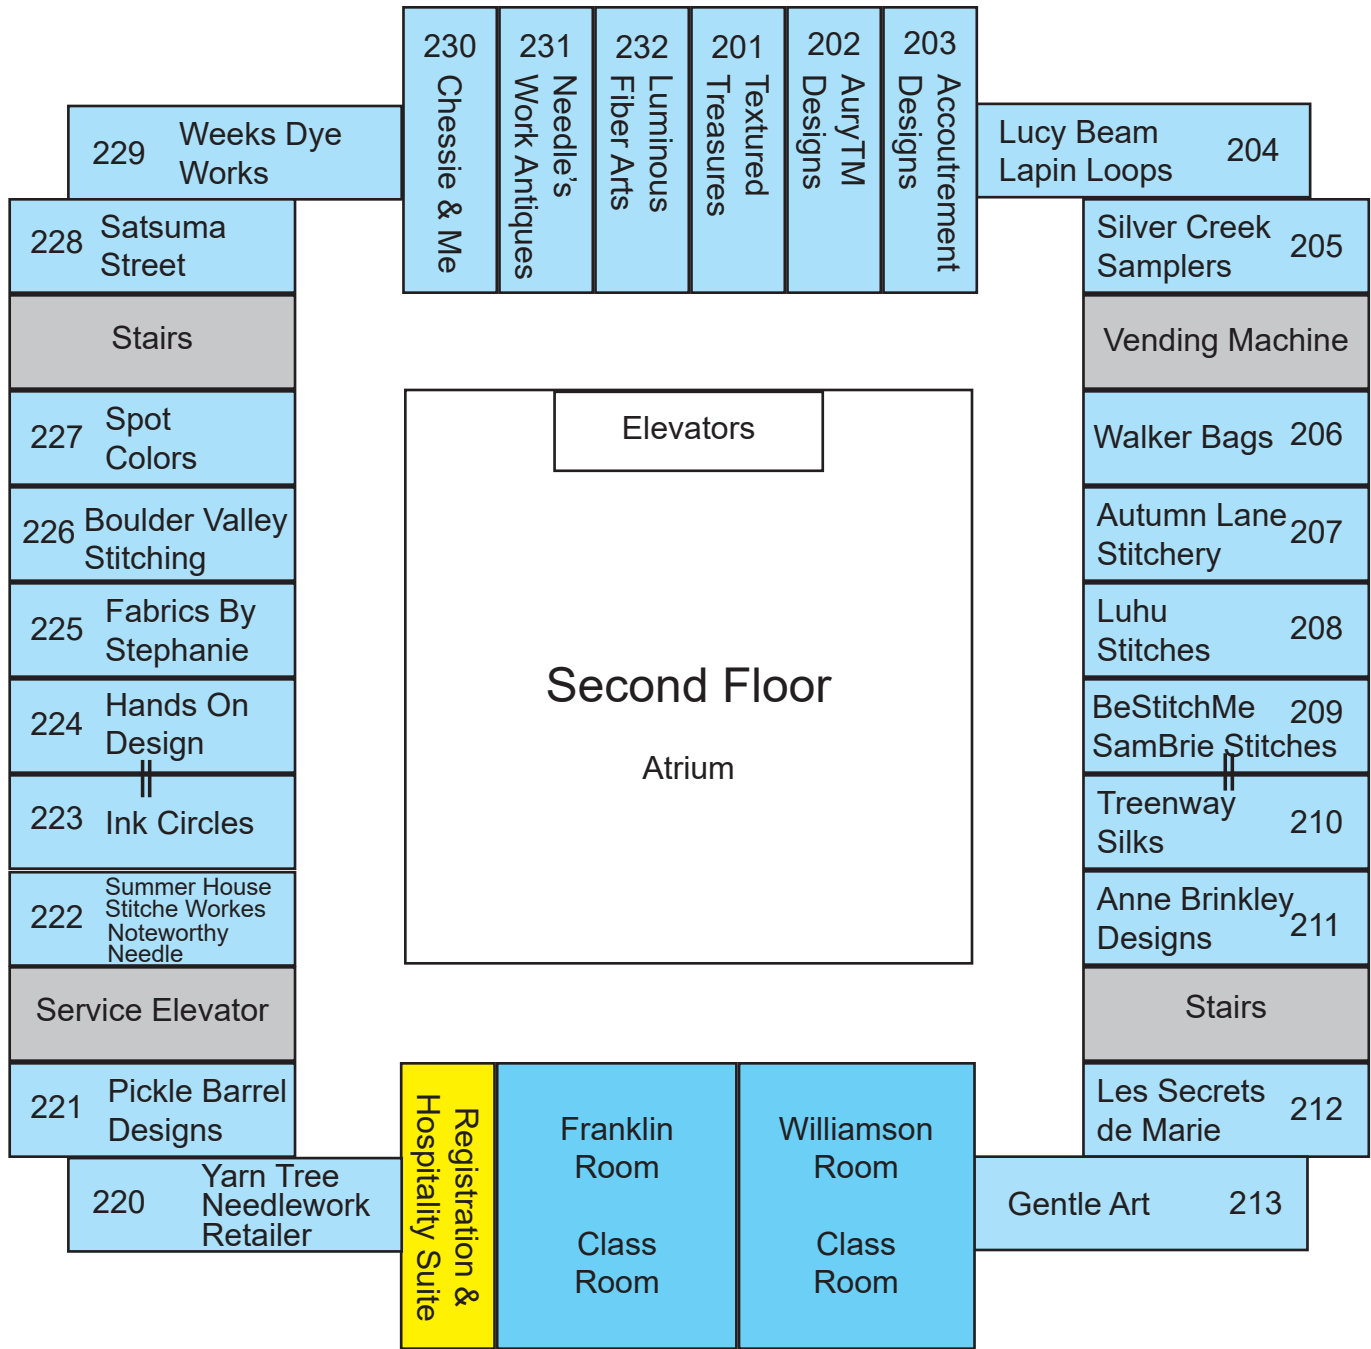 230
Chessie & Me
231
Needle's
Work Antiques
232
Luminous
Fiber Arts
201
Textured
Treasures
202
AuryTM
Designs
203
Accoutrement
Designs
229
Weeks Dye
Works
Lucy Beam
Lapin Loops
204
228
Satsuma
Street
Silver Creek
Samplers
205
Stairs
Vending Machine
227
Spot
Colors
Elevators
Walker Bags
206
226
Boulder Valley
Stitching
Autumn Lane
Stitchery
207
225
Fabrics By
Stephanie
Luhu
Stitches
208
224
Hands On
Design
Second Floor
Atrium
BeStitchMe
SamBrie Stitches
209
223
Ink Circles
Treenway
Silks
210
222
Summer House
Stitche Workes
Noteworthy
Needle
Anne Brinkley
Designs
211
Service Elevator
Stairs
221
Pickle Barrel
Designs
Les Secrets
de Marie
212
220
Yarn Tree
Needlework
Retailer
Registration &
Hospitality Suite
Franklin
Room
Class
Room
Williamson
Room
Class
Room
Gentle Art
213